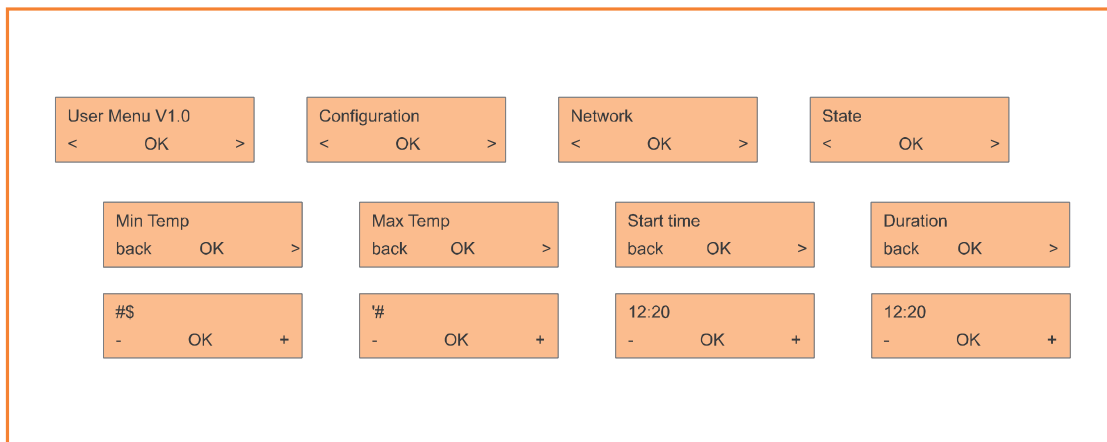 User Menu V1.0
< OK >
Configuration
< OK >
Network
< OK >
State
< OK >
Min Temp
back OK >
Max Temp
back OK >
Start time
back OK >
Duration
back OK >
#$
- OK +
'#
- OK +
12:20
- OK +
12:20
- OK +